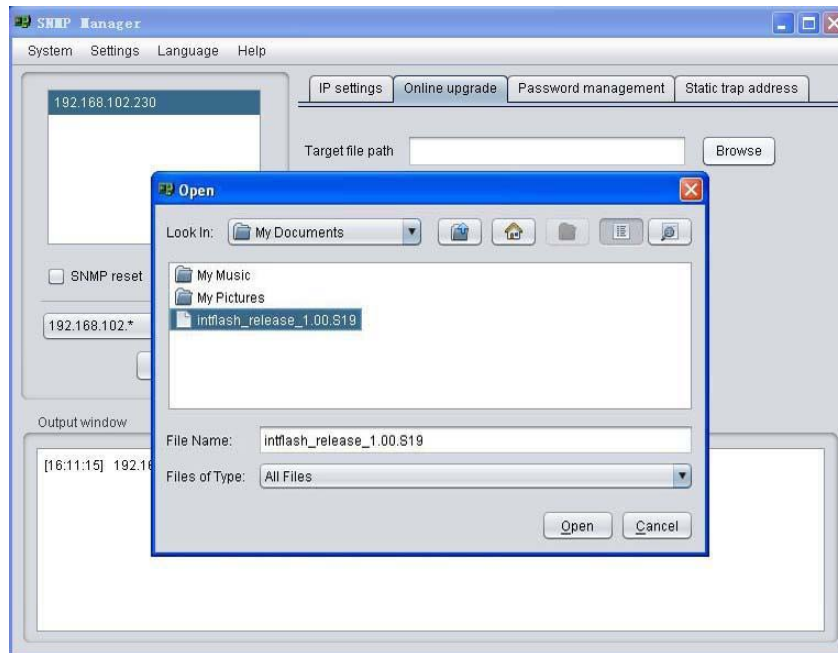 SNMP Manager
System Settings Language Help
192.168.102.230
IP settings Online upgrade Password management Static trap address
Target file path Browse
Open
Look In: My Documents
My Music
My Pictures
intflash_release_1.00.S19
SNMP reset
192.168.102.*
File Name: intflash_release_1.00.S19
Files of Type: All Files
Open Cancel
Output window
[16:11:15] 192.16